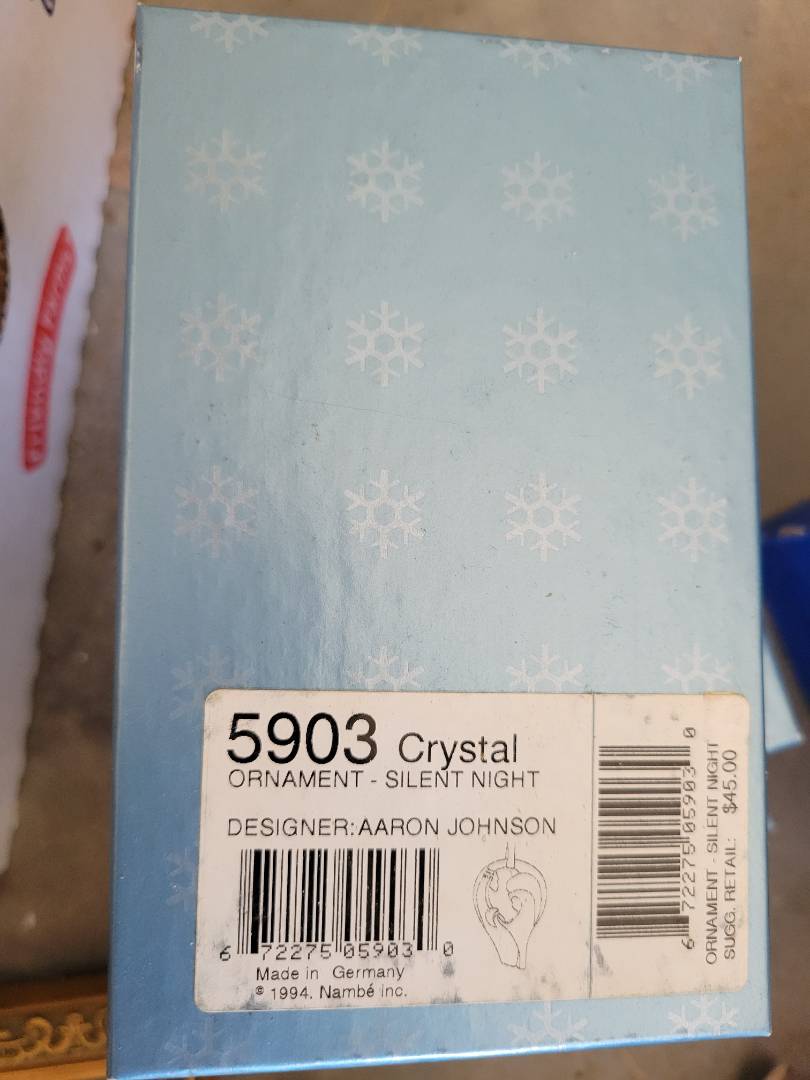 5903 Crystal
ORNAMENT - SILENT NIGHT
DESIGNER: AARON JOHNSON
6 72275 05903 0
Made in Germany
© 1994. Nambé inc.
6 72275 05903 0
ORNAMENT - SILENT NIGHT
SUGG. RETAIL: $45.00